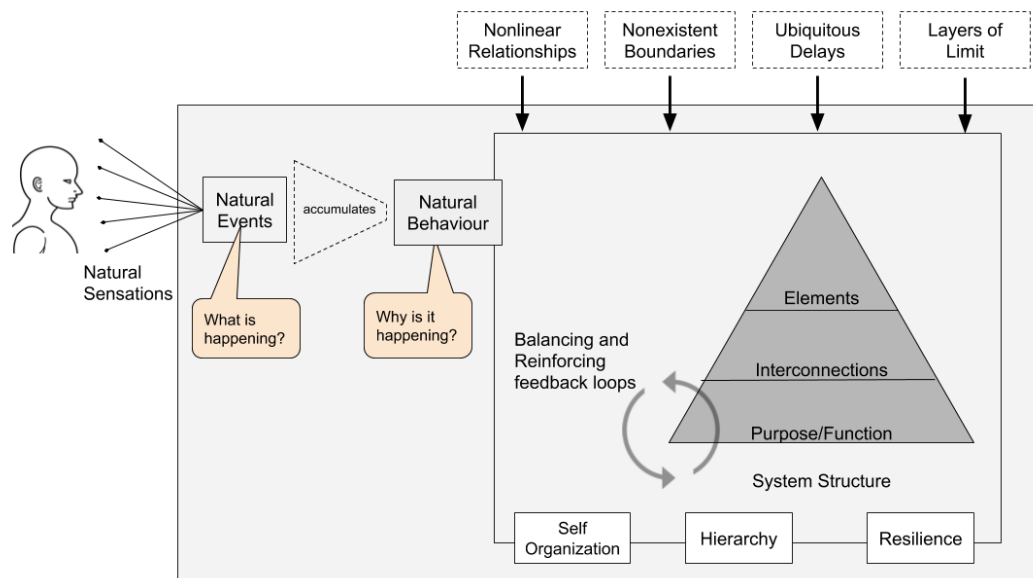 Nonlinear
Relationships
Nonexistent
Boundaries
Ubiquitous
Delays
Layers of
Limit
Natural
Sensations
Natural
Events
accumulates
Natural
Behaviour
What is
happening?
Why is it
happening?
Balancing and
Reinforcing
feedback loops
Elements
Interconnections
Purpose/Function
System Structure
Self
Organization
Hierarchy
Resilience